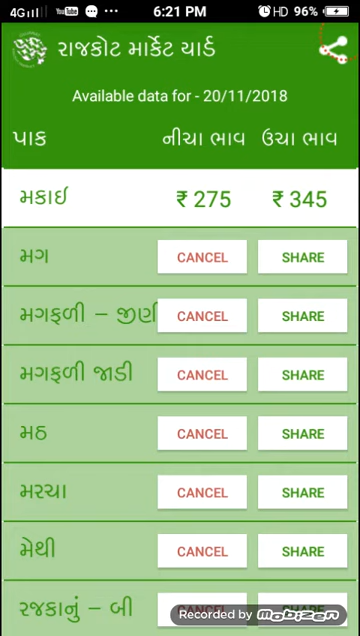 4G 6:21 PM HD 96%
રાજકોટ માર્કેટ યાર્ડ
Available data for - 20/11/2018
પાક નીચા ભાવ ઉંચા ભાવ
મકાઈ ₹ 275 ₹ 345
મગ CANCEL SHARE
મગફળી – જીણી CANCEL SHARE
મગફળી જાડી CANCEL SHARE
મઠ CANCEL SHARE
મરચા CANCEL SHARE
મેથી CANCEL SHARE
રજકાનું – બી
Recorded by mobizen